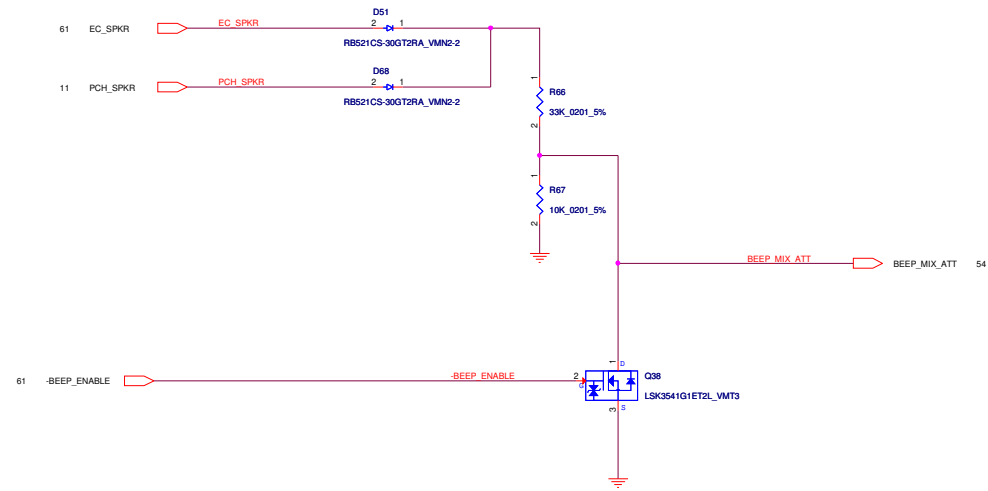 D51
61 EC_SPKR EC_SPKR 2 1
RB521CS-30GT2RA_VMN2-2
D68
11 PCH_SPKR PCH_SPKR 2 1
RB521CS-30GT2RA_VMN2-2
1
R66
33K_0201_5%
2
1
R67
10K_0201_5%
2
BEEP_MIX_ATT BEEP_MIX_ATT 54
1 D
61 -BEEP_ENABLE -BEEP_ENABLE 2 G Q38
LSK3541G1ET2L_VMT3
3 S